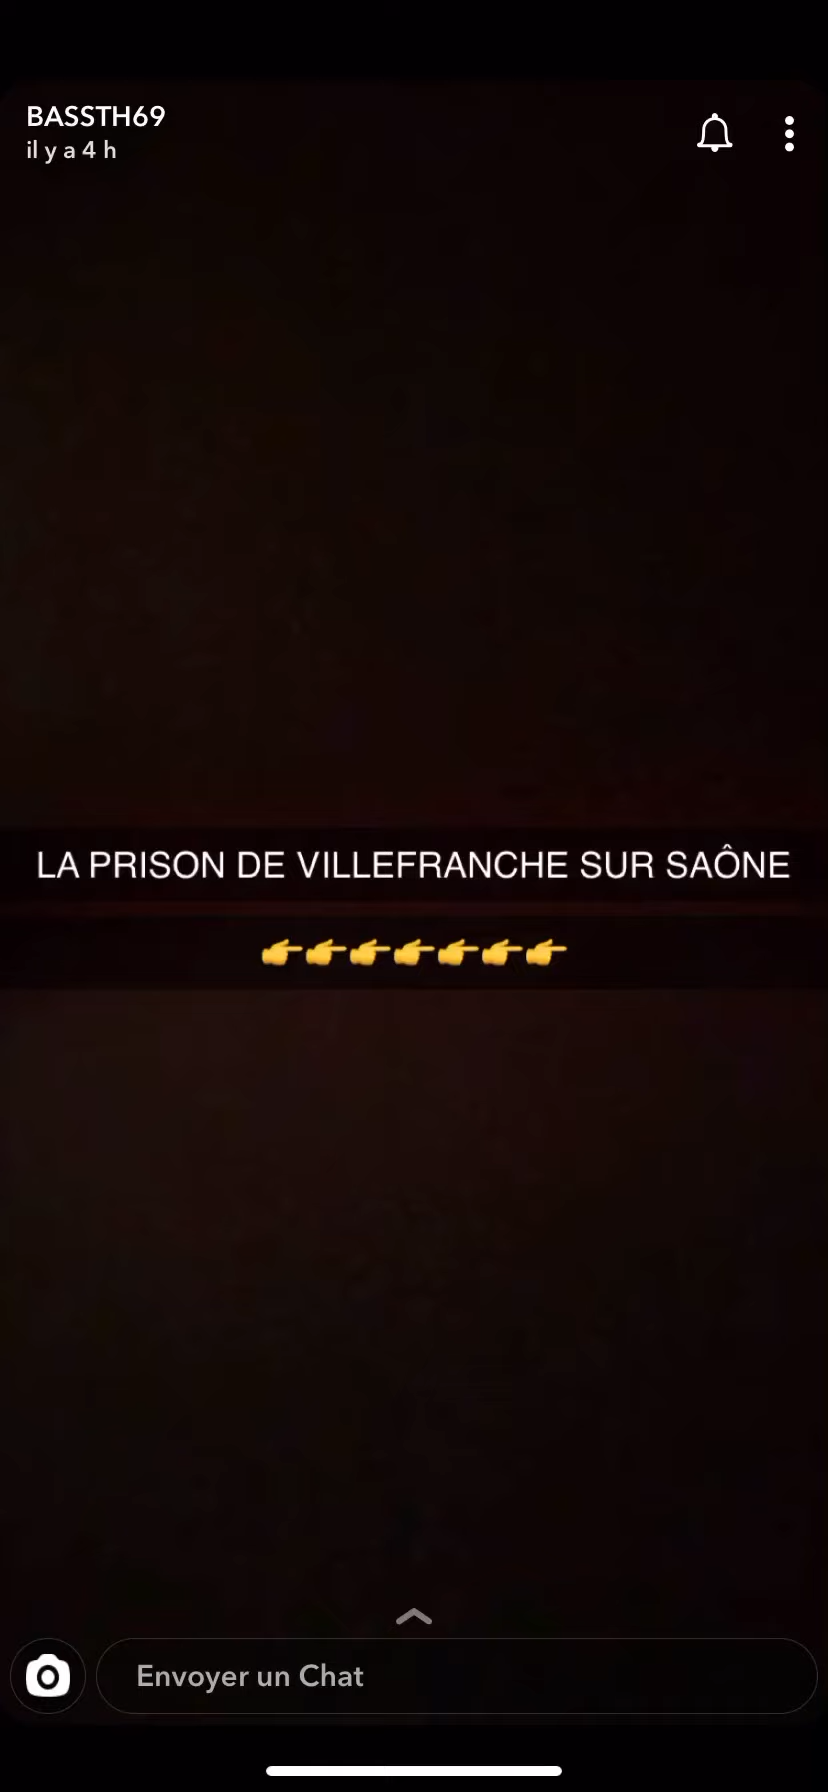 BASSTH69
il y a 4 h
LA PRISON DE VILLEFRANCHE SUR SAÔNE
👉👉👉👉👉👉👉
Envoyer un Chat